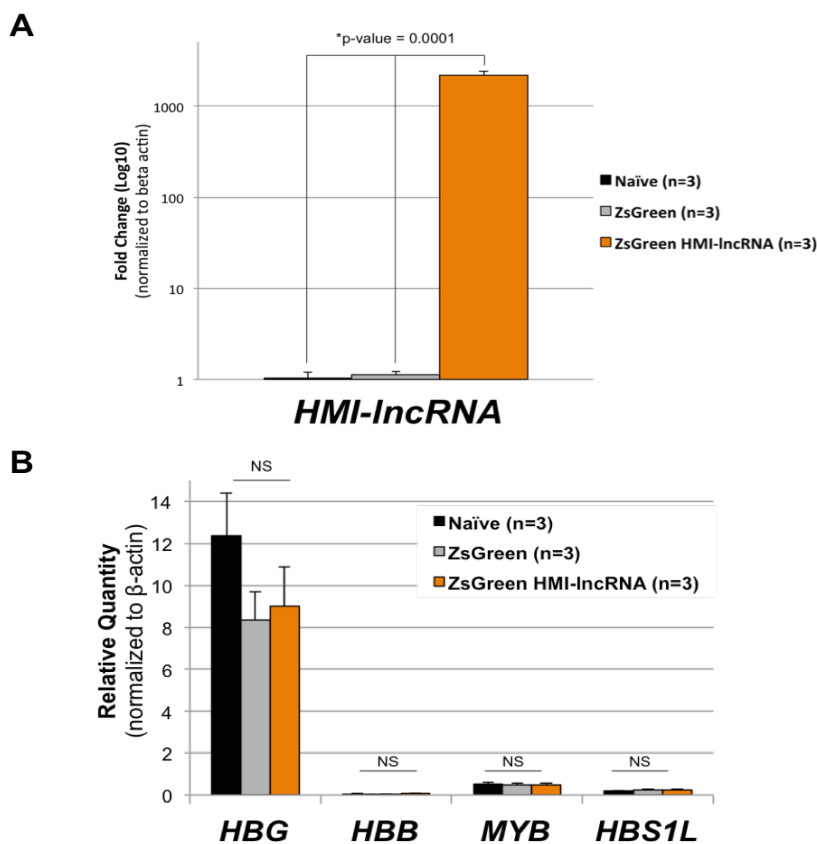 A
*p-value = 0.0001
1000
100
10
1
Fold Change (Log10)
(normalized to beta actin)
Naïve (n=3)
ZsGreen (n=3)
ZsGreen HMI-lncRNA (n=3)
HMI-lncRNA
B
NS
14
12
10
8
6
4
2
0
Relative Quantity
(normalized to β-actin)
Naïve (n=3)
ZsGreen (n=3)
ZsGreen HMI-lncRNA (n=3)
NS
NS
NS
HBG
HBB
MYB
HBS1L